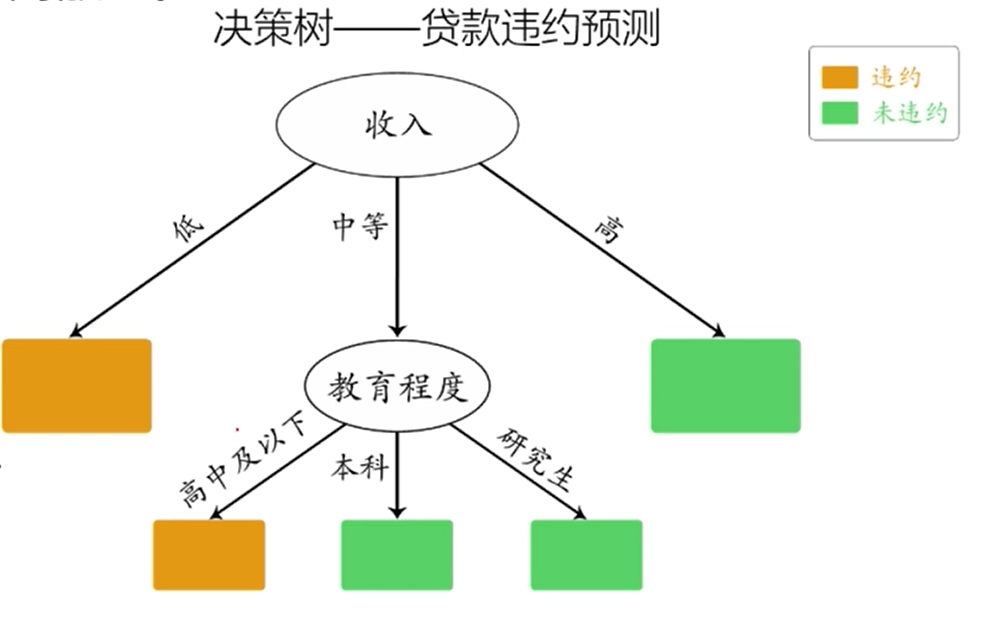 决策树——贷款违约预测
违约
未违约
收入
低
中等
高
教育程度
高中及以下
本科
研究生